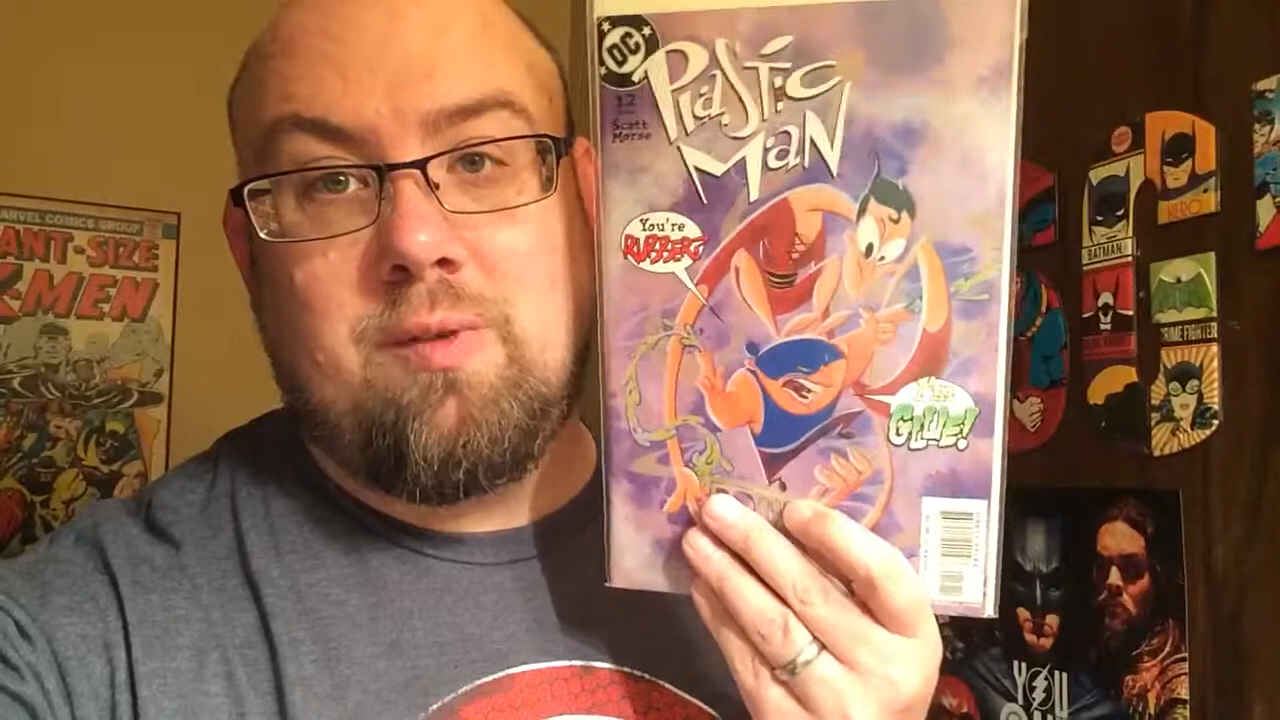 MARVEL COMICS GROUP
ANT-SIZE
X-MEN
DC
PLASTIC
MAN
12
Scott
Morse
You're
RUBBER?
I'm
GLUE!
BATMAN
HERO
CRIME FIGHTER
YOU